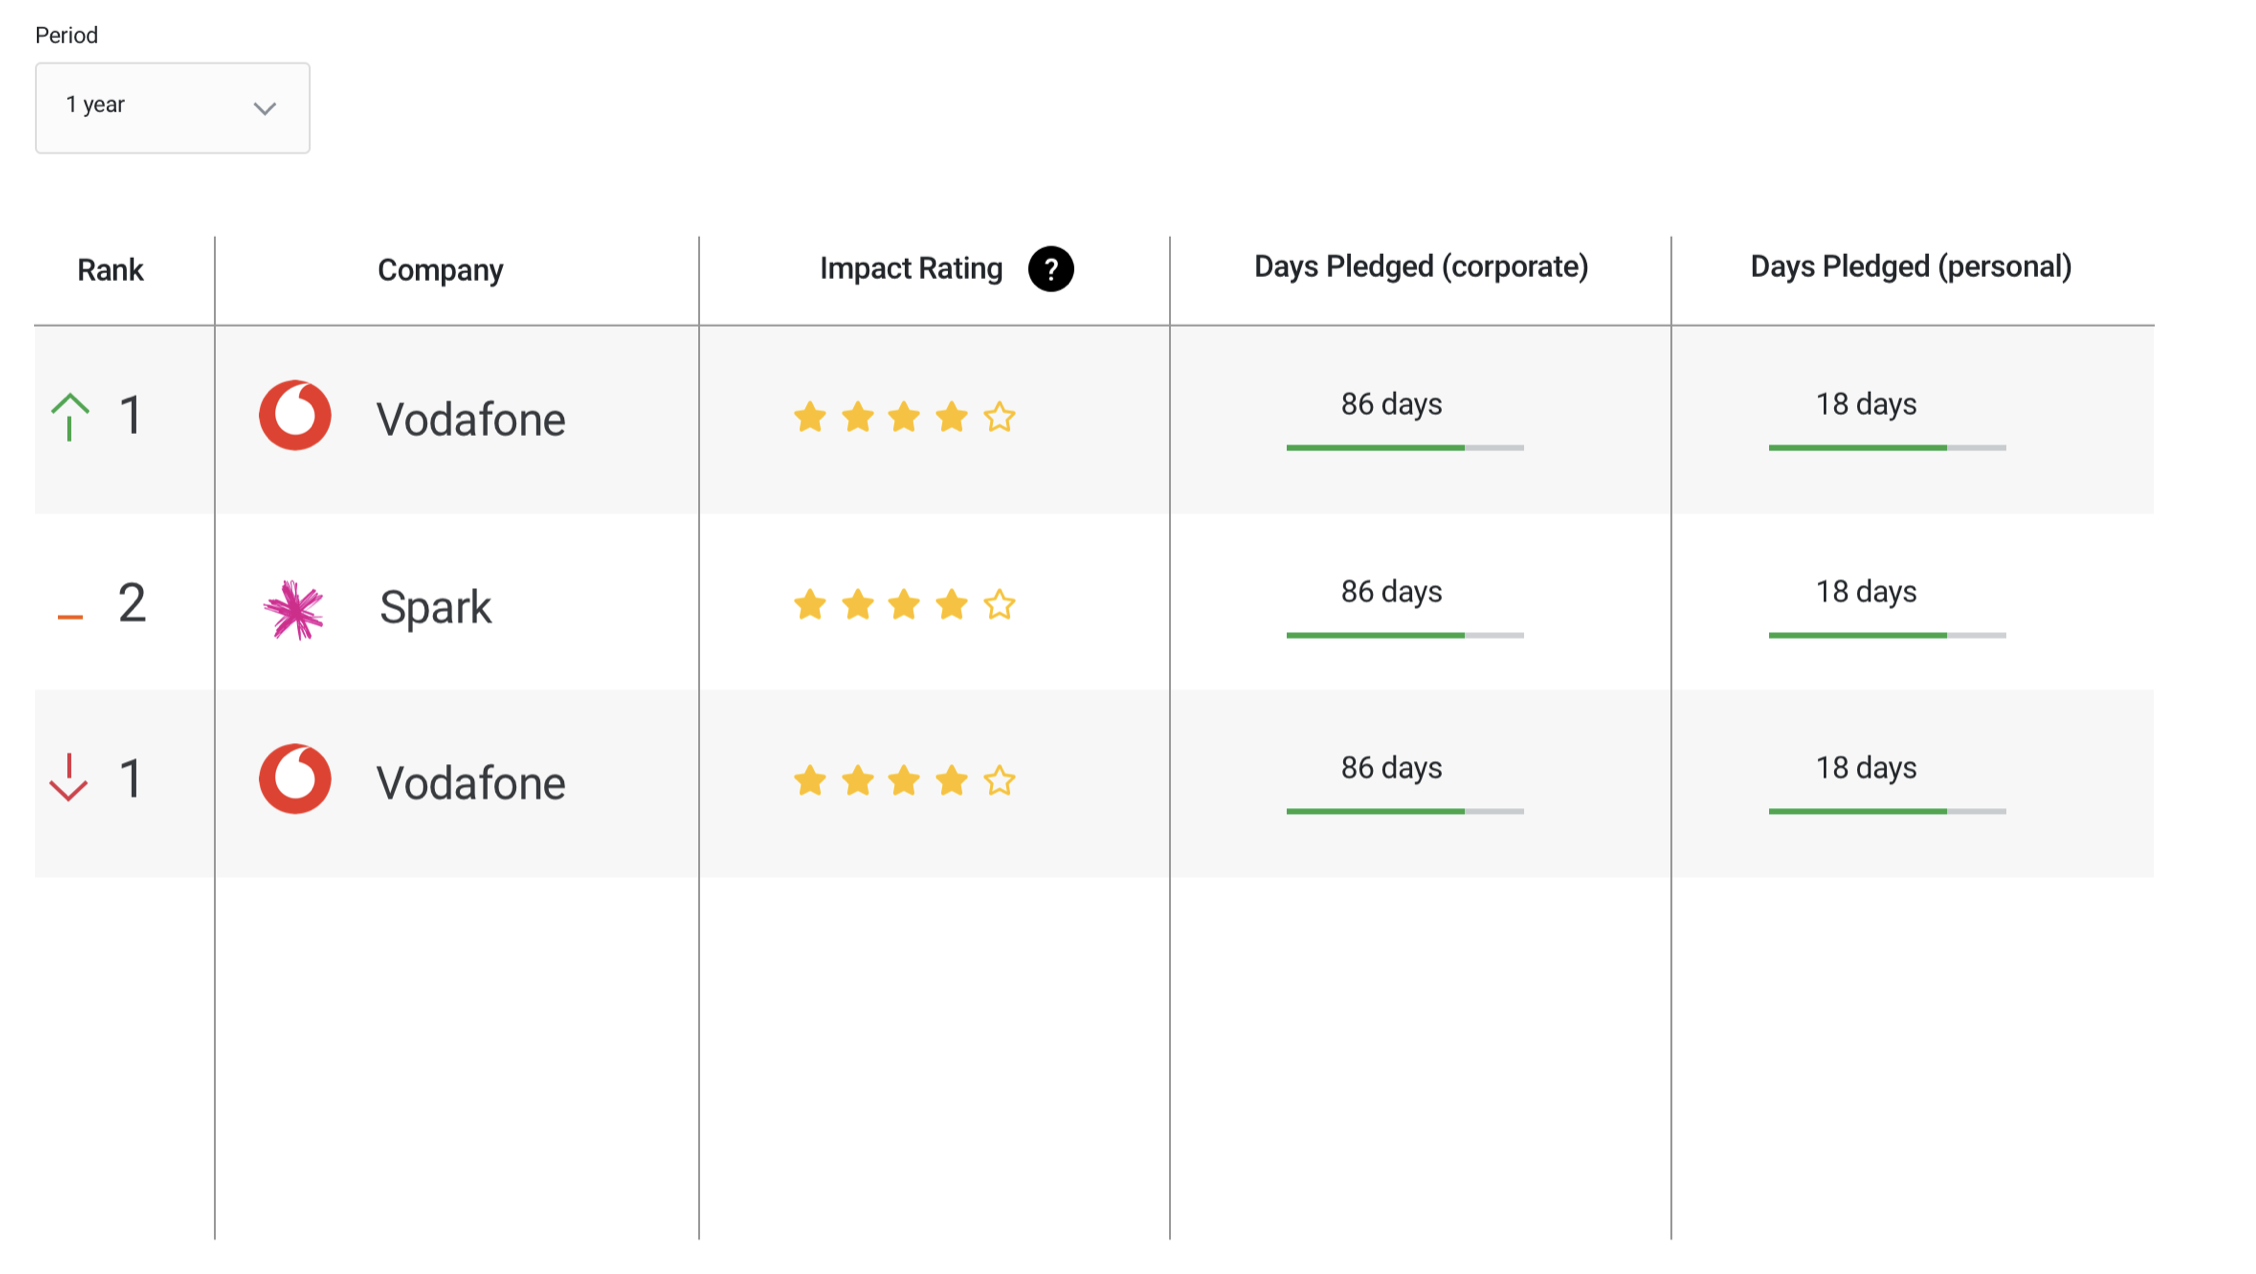 Period
1 year
Rank Company Impact Rating ? Days Pledged (corporate) Days Pledged (personal)
1 Vodafone 86 days 18 days
2 Spark 86 days 18 days
1 Vodafone 86 days 18 days